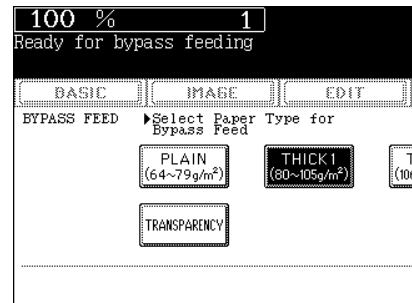 100 % 1
Ready for bypass feeding
BASIC IMAGE EDIT
BYPASS FEED ▶Select Paper Type for
Bypass Feed
PLAIN THICK1
(64~79g/m²) (80~105g/m²)
TRANSPARENCY